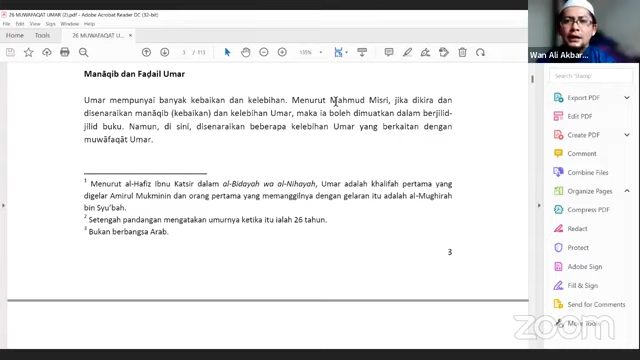 26 MUWAFAQAT UMAR (2).pdf - Adobe Acrobat Reader DC (32-bit)
File Edit View Sign Window Help
Home Tools 26 MUWAFAQAT UMAR ...
3 / 113 135%
Wan Ali Akbar...
Manāqib dan Faḍail Umar
Umar mempunyai banyak kebaikan dan kelebihan. Menurut Mahmud Misri, jika dikira dan
disenaraikan manāqib (kebaikan) dan kelebihan Umar, maka ia boleh dimuatkan dalam berjilid-
jilid buku. Namun, di sini, disenaraikan beberapa kelebihan Umar yang berkaitan dengan
muwāfaqāt Umar.
1 Menurut al-Hafiz Ibnu Katsir dalam al-Bidayah wa al-Nihayah, Umar adalah khalifah pertama yang
digelar Amirul Mukminin dan orang pertama yang memanggilnya dengan gelaran itu adalah al-Mughirah
bin Syu'bah.
2 Setengah pandangan mengatakan umurnya ketika itu ialah 26 tahun.
3 Bukan berbangsa Arab.
3
Search 'Stamp'
Export PDF
Edit PDF
Create PDF
Comment
Combine Files
Organize Pages
Compress PDF
Redact
Protect
Adobe Sign
Fill & Sign
Send for Comments
More Tools
zoom